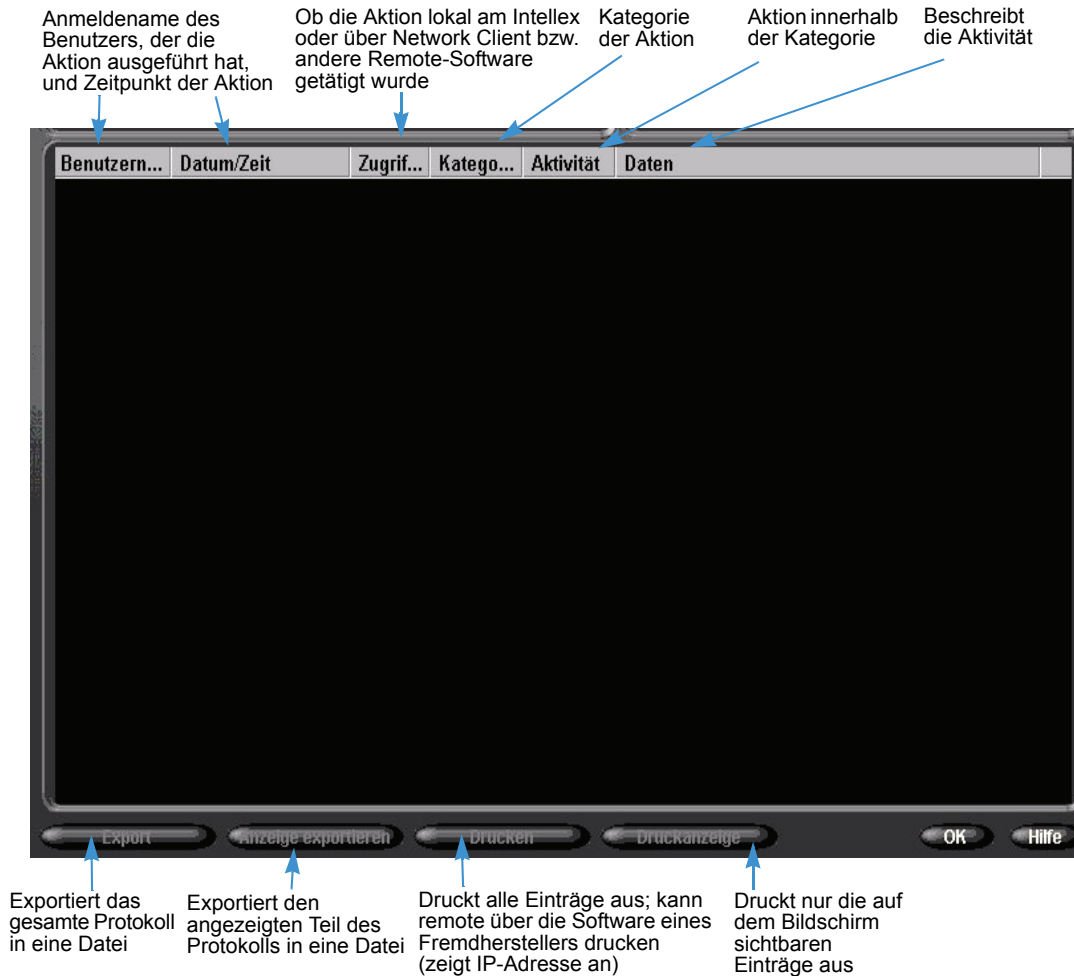 Anmeldename des
Benutzers, der die
Aktion ausgeführt hat,
und Zeitpunkt der Aktion
Ob die Aktion lokal am Intellex
oder über Network Client bzw.
andere Remote-Software
getätigt wurde
Kategorie
der Aktion
Aktion innerhalb
der Kategorie
Beschreibt
die Aktivität
Benutzern... Datum/Zeit Zugrif... Katego... Aktivität Daten
Export Anzeige exportieren Drucken Druckanzeige OK Hilfe
Exportiert das
gesamte Protokoll
in eine Datei
Exportiert den
angezeigten Teil des
Protokolls in eine Datei
Druckt alle Einträge aus; kann
remote über die Software eines
Fremdherstellers drucken
(zeigt IP-Adresse an)
Druckt nur die auf
dem Bildschirm
sichtbaren
Einträge aus